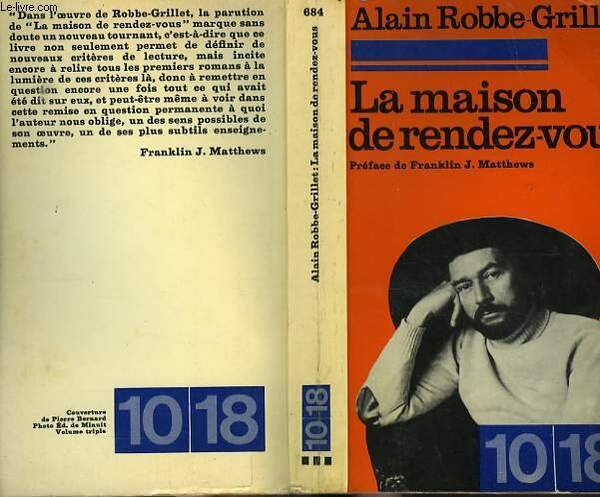 Le-livre.com
"Dans l'œuvre de Robbe-Grillet, la parution
de "La maison de rendez-vous" marque sans
doute un nouveau tournant, c'est-à-dire que ce
livre non seulement permet de définir de
nouveaux critères de lecture, mais incite
encore à relire tous les premiers romans à la
lumière de ces critères là, donc à remettre en
question encore une fois tout ce qui avait
été dit sur eux, et peut-être même à voir dans
cette remise en question permanente à quoi
l'auteur nous oblige, un des sens possibles de
son œuvre, un de ses plus subtils enseigne-
ments."
Franklin J. Matthews
Couverture
de Pierre Bernard
Photo Éd. de Minuit
Volume triple
10 18
684
Alain Robbe-Grillet : La maison de rendez-vous
10 18
Alain Robbe-Grill
La maison
de rendez-vou
Préface de Franklin J. Matthews
10 18